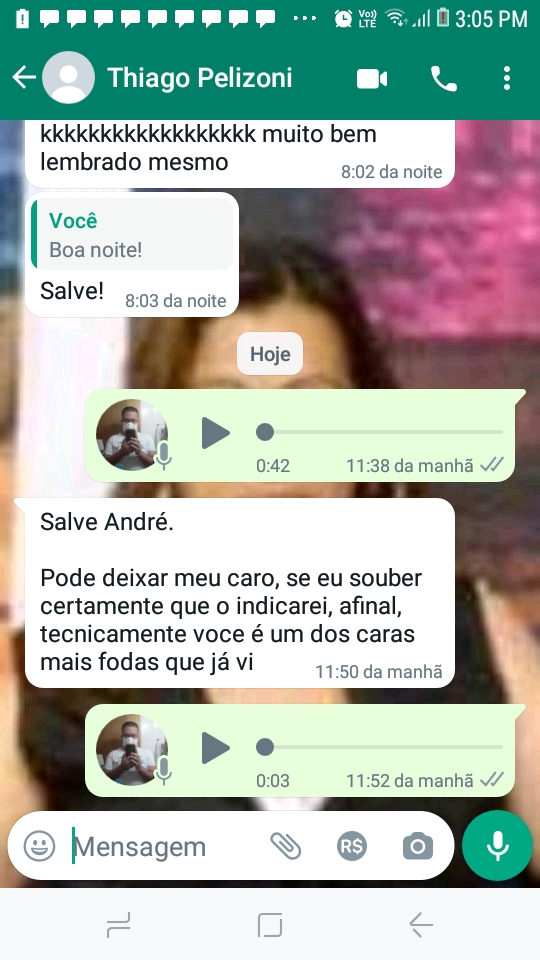 3:05 PM
Thiago Pelizoni
kkkkkkkkkkkkkkkkkk muito bem
lembrado mesmo
8:02 da noite
Você
Boa noite!
Salve!
8:03 da noite
Hoje
0:42
11:38 da manhã
Salve André.
Pode deixar meu caro, se eu souber
certamente que o indicarei, afinal,
tecnicamente voce é um dos caras
mais fodas que já vi
11:50 da manhã
0:03
11:52 da manhã
Mensagem
R$